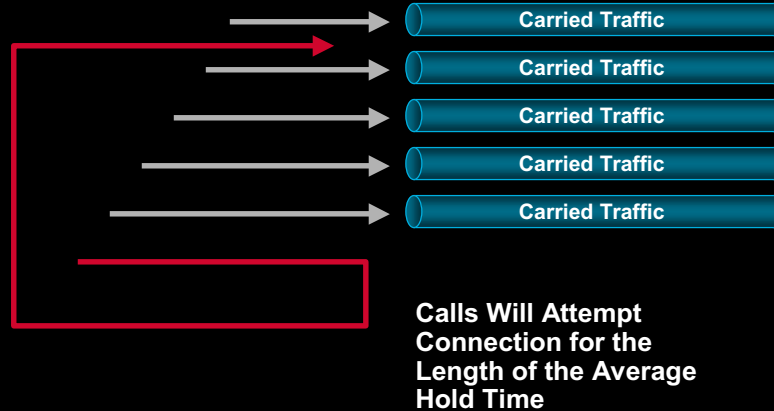 Carried Traffic
Carried Traffic
Carried Traffic
Carried Traffic
Carried Traffic
Calls Will Attempt
Connection for the
Length of the Average
Hold Time